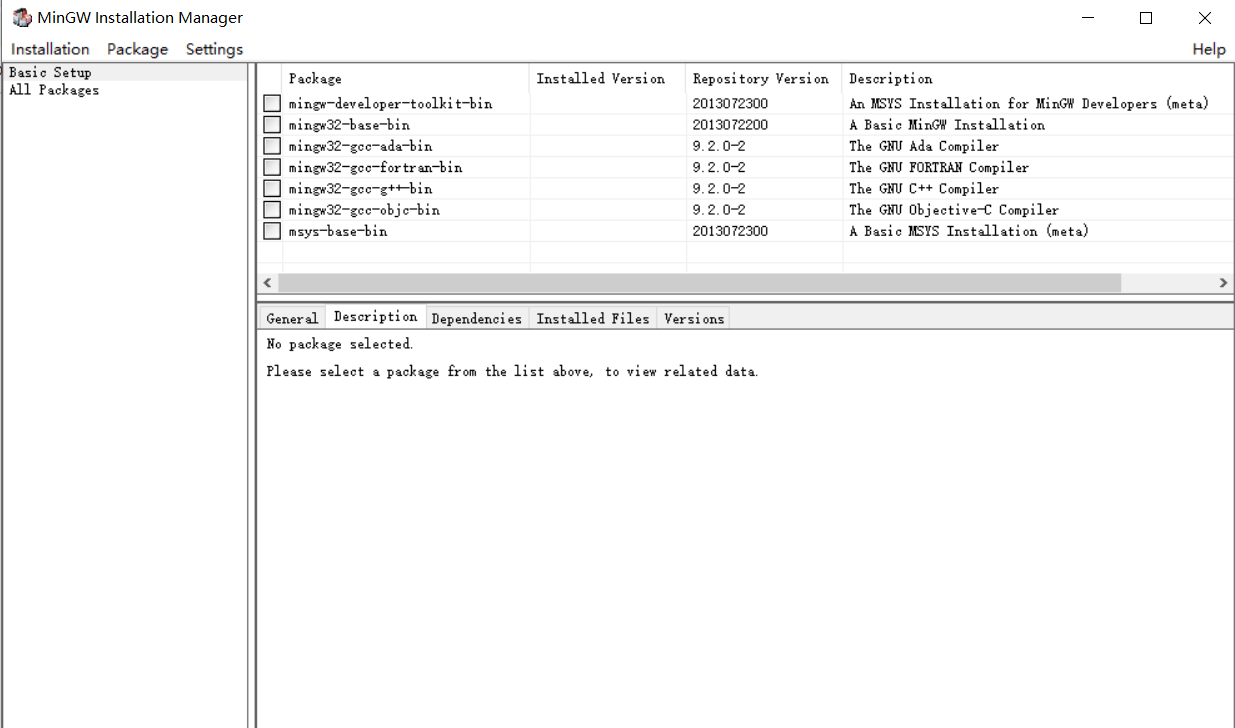 MinGW Installation Manager
Installation Package Settings Help
Basic Setup
All Packages
Package Installed Version Repository Version Description
mingw-developer-toolkit-bin 2013072300 An MSYS Installation for MinGW Developers (meta)
mingw32-base-bin 2013072200 A Basic MinGW Installation
mingw32-gcc-ada-bin 9.2.0-2 The GNU Ada Compiler
mingw32-gcc-fortran-bin 9.2.0-2 The GNU FORTRAN Compiler
mingw32-gcc-g++-bin 9.2.0-2 The GNU C++ Compiler
mingw32-gcc-objc-bin 9.2.0-2 The GNU Objective-C Compiler
msys-base-bin 2013072300 A Basic MSYS Installation (meta)
General Description Dependencies Installed Files Versions
No package selected.
Please select a package from the list above, to view related data.